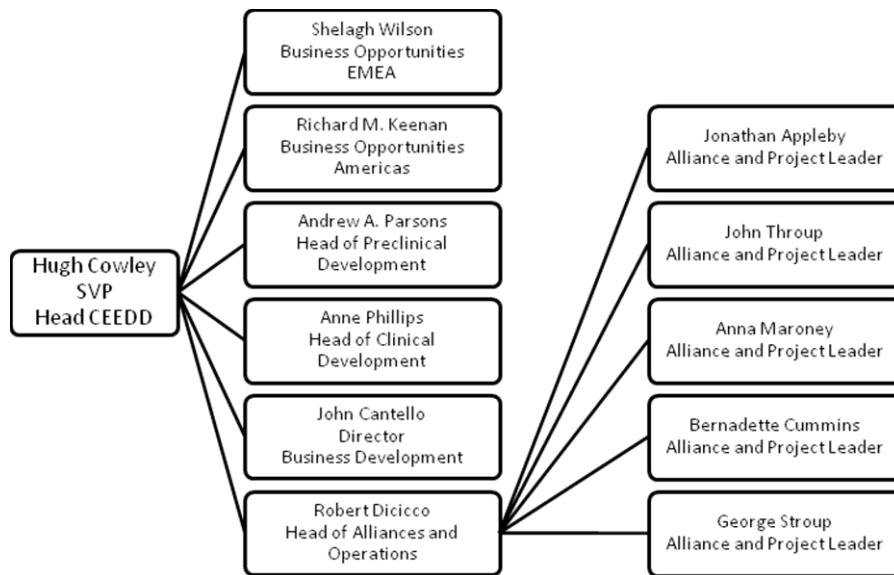 Shelagh Wilson
Business Opportunities
EMEA
Richard M. Keenan
Business Opportunities
Americas
Andrew A. Parsons
Head of Preclinical
Development
Hugh Cowley
SVP
Head CEEDD
Anne Phillips
Head of Clinical
Development
John Cantello
Director
Business Development
Robert Dicicco
Head of Alliances and
Operations
Jonathan Appleby
Alliance and Project Leader
John Throup
Alliance and Project Leader
Anna Maroney
Alliance and Project Leader
Bernadette Cummins
Alliance and Project Leader
George Stroup
Alliance and Project Leader